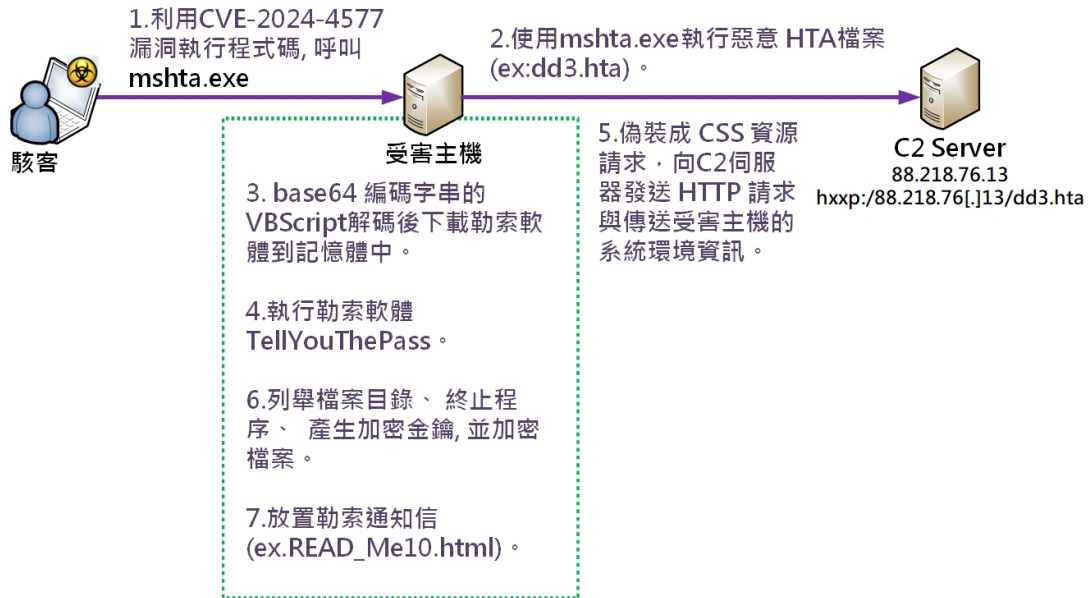 1.利用CVE-2024-4577
漏洞執行程式碼, 呼叫
mshta.exe
2.使用mshta.exe執行惡意 HTA檔案
(ex:dd3.hta)。
駭客
受害主機
C2 Server
88.218.76.13
hxxp:/88.218.76[.]13/dd3.hta
3. base64 編碼字串的
VBScript解碼後下載勒索軟
體到記憶體中。
4.執行勒索軟體
TellYouThePass。
5.偽裝成 CSS 資源
請求，向C2伺服
器發送 HTTP 請求
與傳送受害主機的
系統環境資訊。
6.列舉檔案目錄、 終止程
序、 產生加密金鑰, 並加密
檔案。
7.放置勒索通知信
(ex.READ_Me10.html)。